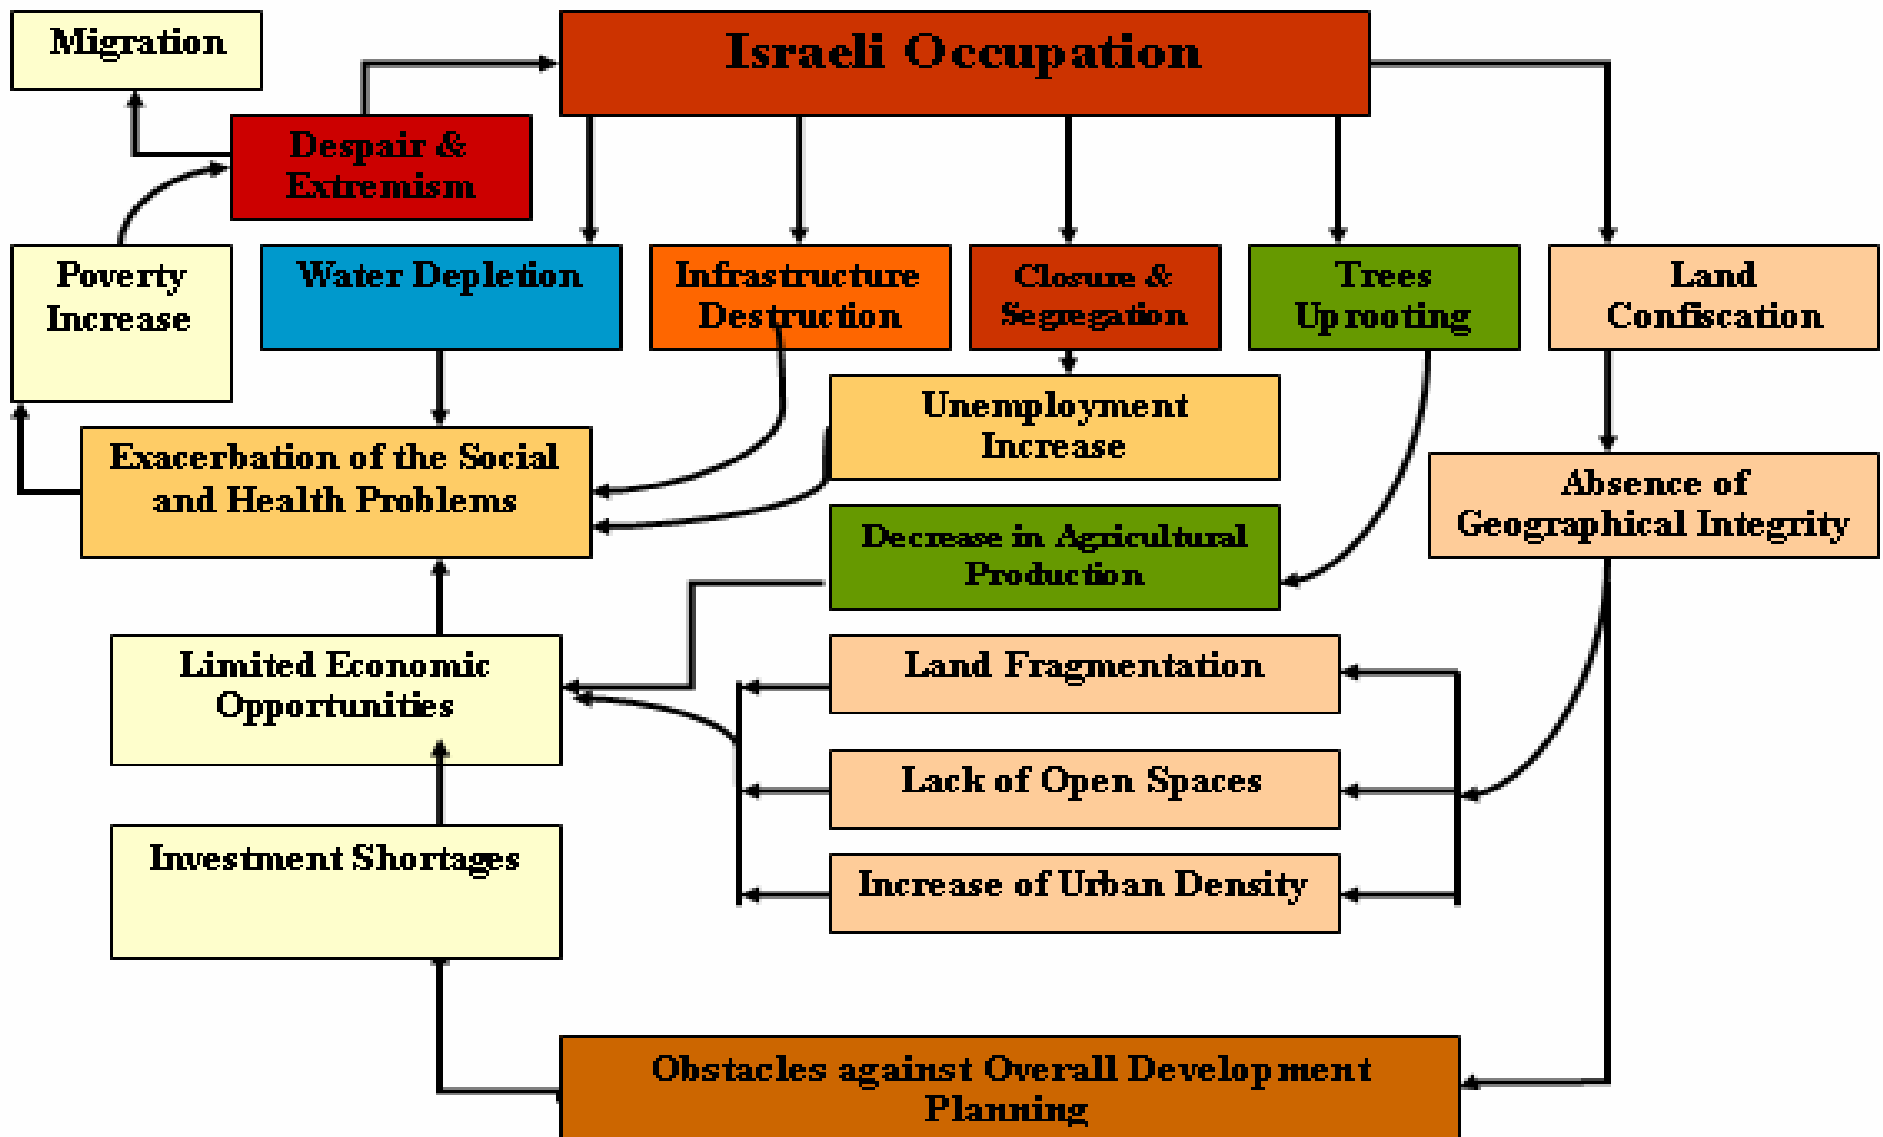 Migration
Israeli Occupation
Despair &
Extremism
Poverty
Increase
Water Depletion
Infrastructure
Destruction
Closure &
Segregation
Trees
Uprooting
Land
Confiscation
Unemployment
Increase
Exacerbation of the Social
and Health Problems
Absence of
Geographical Integrity
Decrease in Agricultural
Production
Limited Economic
Opportunities
Land Fragmentation
Lack of Open Spaces
Investment Shortages
Increase of Urban Density
Obstacles against Overall Development
Planning